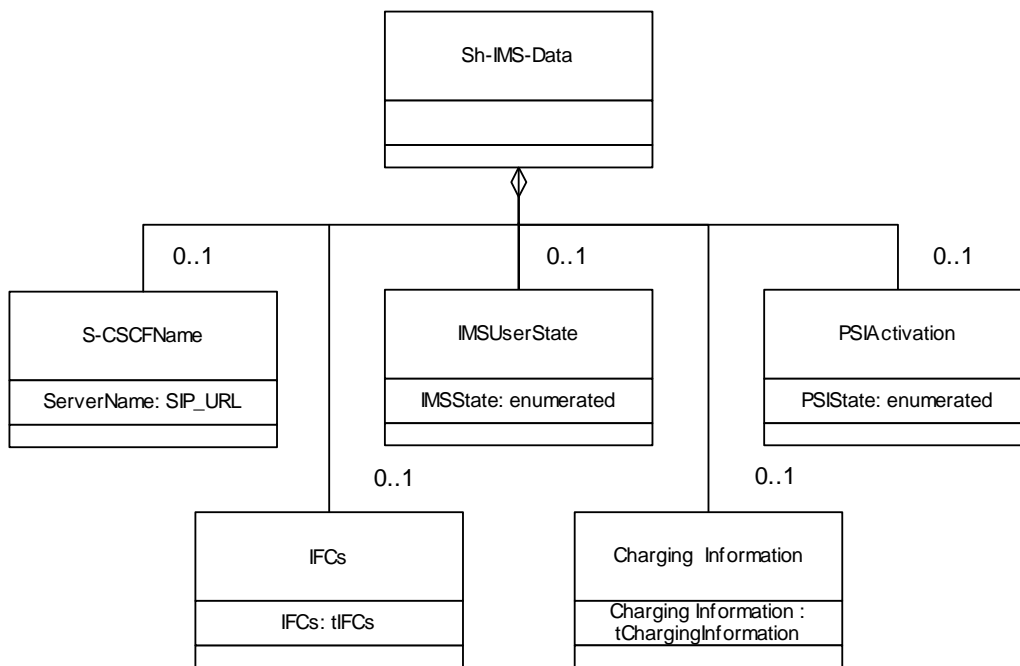 Sh-IMS-Data
0..1
0..1
0..1
S-CSCFName
IMSUserState
PSIActivation
ServerName: SIP_URL
IMSState: enumerated
PSIState: enumerated
0..1
0..1
IFCs
Charging Information
IFCs: tIFCs
Charging Information :
tChargingInformation